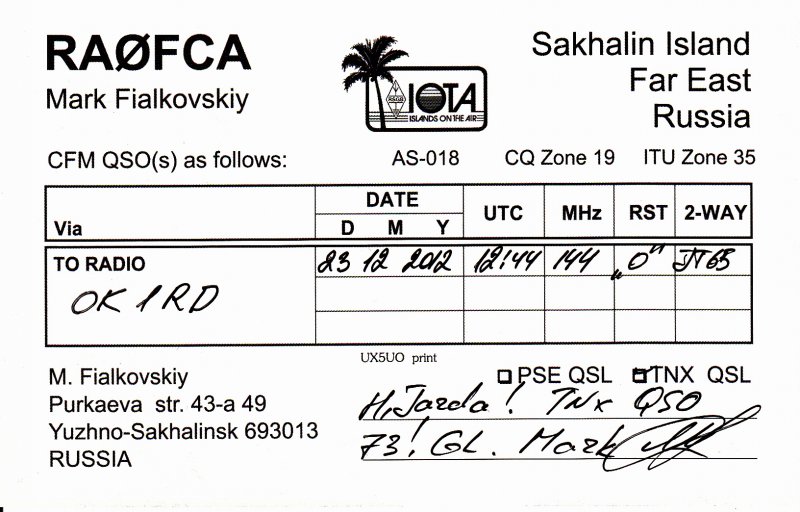 RAØFCA
Mark Fialkovskiy
RSGB
IOTA
ISLANDS ON THE AIR
Sakhalin Island
Far East
Russia
CFM QSO(s) as follows: AS-018 CQ Zone 19 ITU Zone 35
Via DATE D M Y UTC MHz RST 2-WAY
TO RADIO 23 12 2012 12:44 144 „O" JT65
OK1RD
UX5UO print
M. Fialkovskiy
Purkaeva str. 43-a 49
Yuzhno-Sakhalinsk 693013
RUSSIA
PSE QSL TNX QSL
Hi, Jarda! TNX QSO
73! GL. Mark